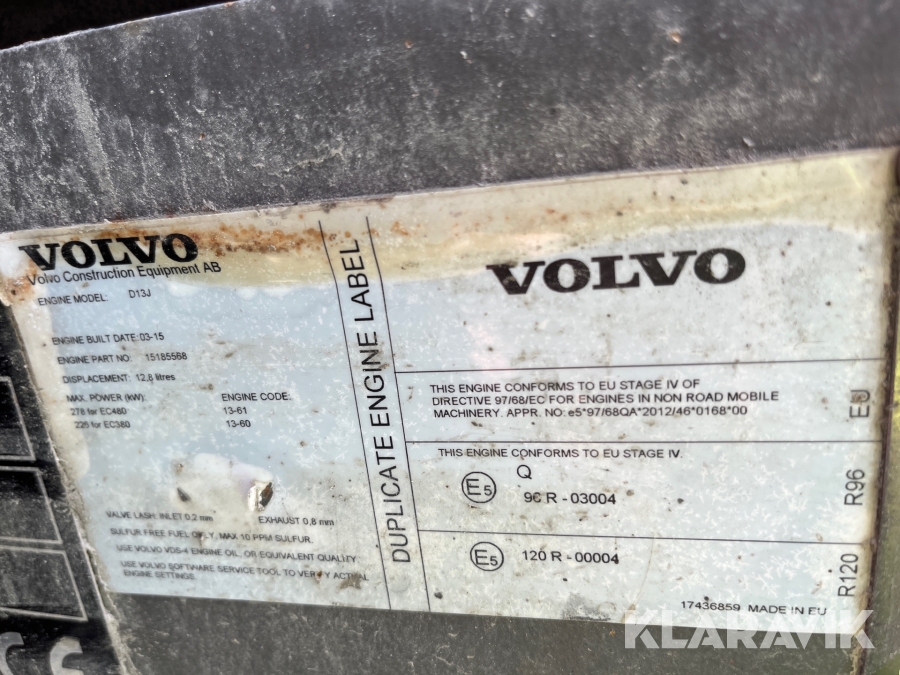 VOLVO
Volvo Construction Equipment AB
ENGINE MODEL: D13J
ENGINE BUILT DATE: 03-15
ENGINE PART NO: 15185568
DISPLACEMENT: 12,8 litres
MAX. POWER (kW): ENGINE CODE:
278 for EC480 13-61
225 for EC380 13-60
VALVE LASH: INLET 0,2 mm EXHAUST 0,8 mm
SULFUR FREE FUEL ONLY, MAX 10 PPM SULFUR.
USE VOLVO VDS-4 ENGINE OIL, OR EQUIVALENT QUALITY
USE VOLVO SOFTWARE SERVICE TOOL TO VERIFY ACTUAL
ENGINE SETTINGS.
DUPLICATE ENGINE LABEL
VOLVO
THIS ENGINE CONFORMS TO EU STAGE IV OF
DIRECTIVE 97/68/EC FOR ENGINES IN NON ROAD MOBILE
MACHINERY. APPR. NO: e5*97/68QA*2012/46*0168*00
EU
THIS ENGINE CONFORMS TO EU STAGE IV.
Q
E5 96 R - 03004
R96
E5 120 R - 00004
R120
17436859 MADE IN EU
KLARAVIK